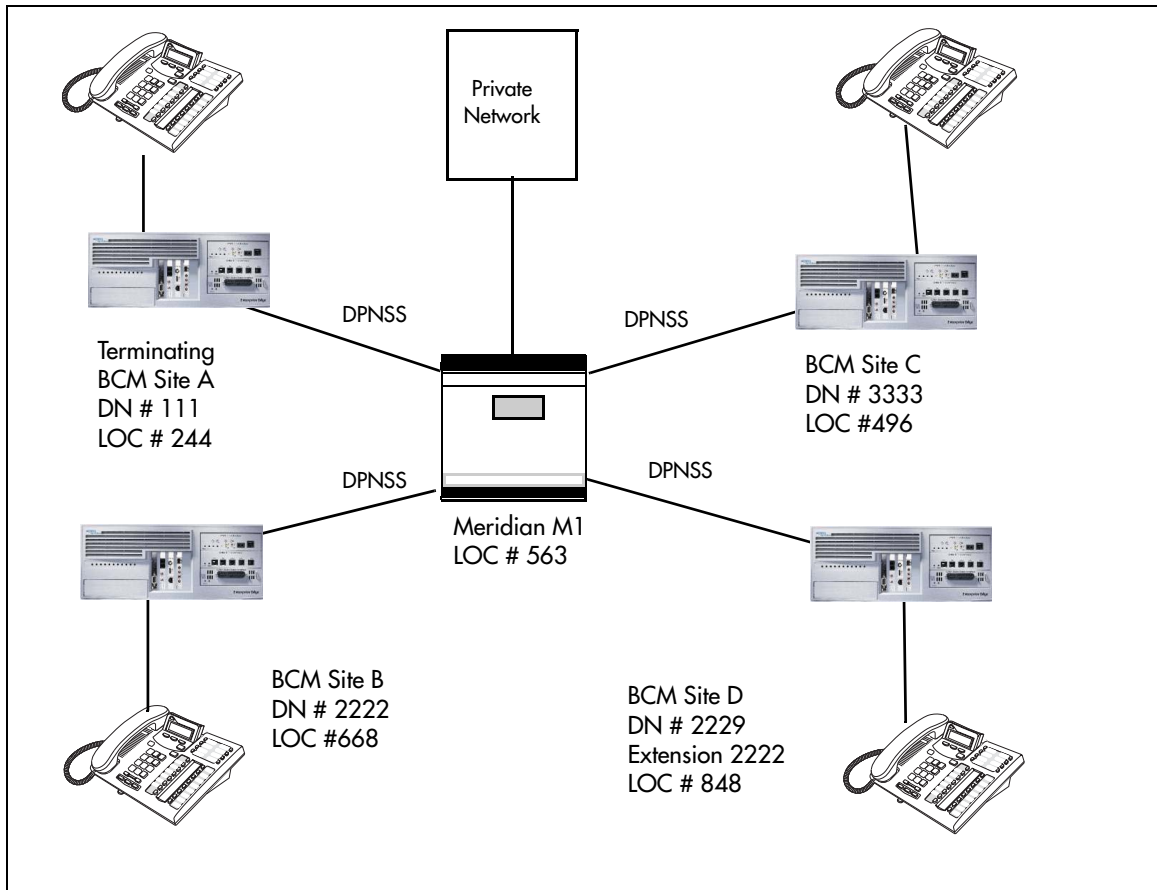 Private
Network
DPNSS
DPNSS
Terminating
BCM Site A
DN # 111
LOC # 244
BCM Site C
DN # 3333
LOC #496
DPNSS
DPNSS
Meridian M1
LOC # 563
BCM Site B
DN # 2222
LOC #668
BCM Site D
DN # 2229
Extension 2222
LOC # 848